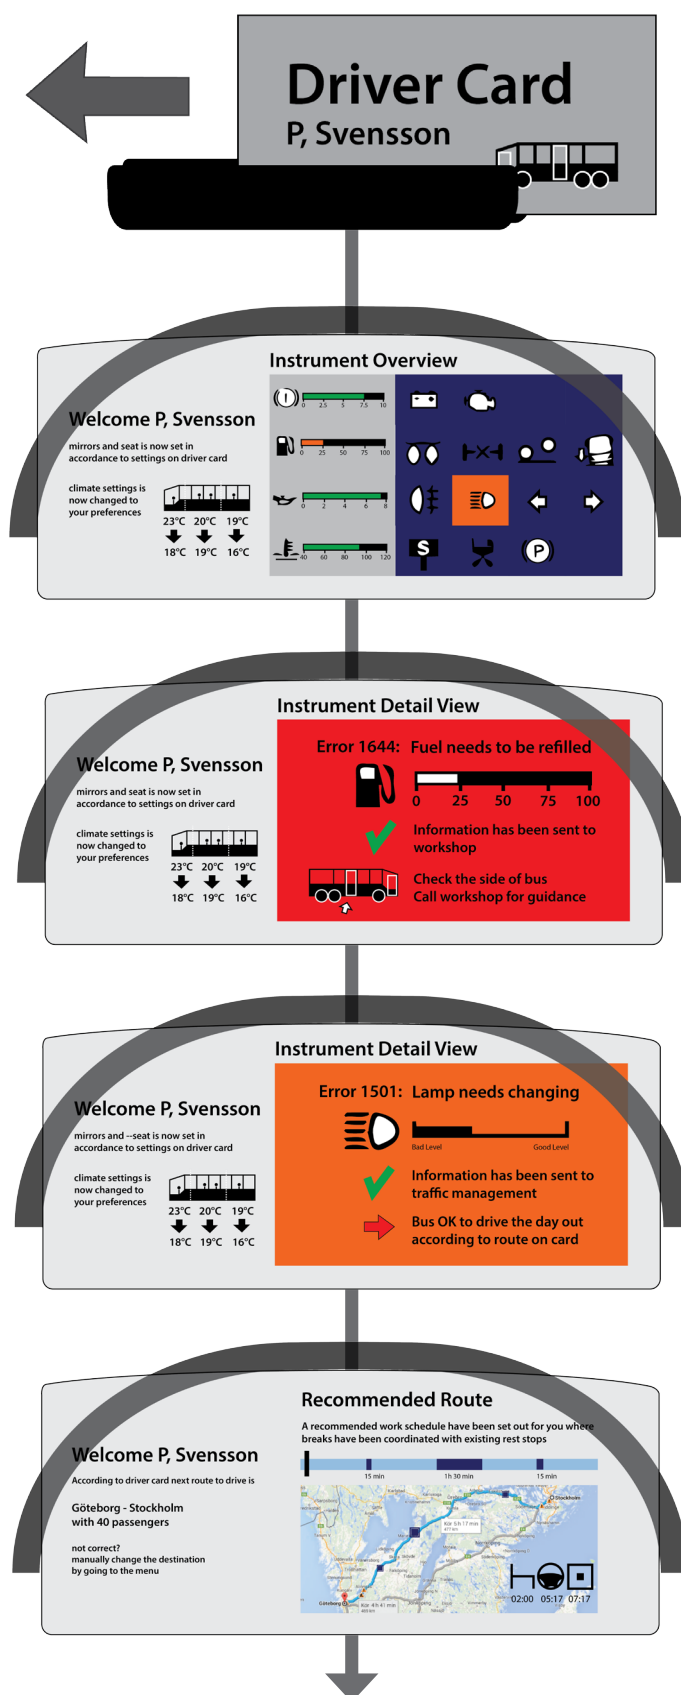 Driver Card
P, Svensson
Instrument Overview
Welcome P, Svensson
mirrors and seat is now set in
accordance to settings on driver card
climate settings is
now changed to
your preferences
23°C 20°C 19°C
18°C 19°C 16°C
0 2.5 5 7.5 10
0 25 50 75 100
0 2 4 6 8
40 60 80 100 120
S
P
Instrument Detail View
Welcome P, Svensson
mirrors and seat is now set in
accordance to settings on driver card
climate settings is
now changed to
your preferences
23°C 20°C 19°C
18°C 19°C 16°C
Error 1644: Fuel needs to be refilled
0 25 50 75 100
Information has been sent to
workshop
Check the side of bus
Call workshop for guidance
Instrument Detail View
Welcome P, Svensson
mirrors and --seat is now set in
accordance to settings on driver card
climate settings is
now changed to
your preferences
23°C 20°C 19°C
18°C 19°C 16°C
Error 1501: Lamp needs changing
Bad Level Good Level
Information has been sent to
traffic management
Bus OK to drive the day out
according to route on card
Recommended Route
A recommended work schedule have been set out for you where
breaks have been coordinated with existing rest stops
15 min 1h 30 min 15 min
Welcome P, Svensson
According to driver card next route to drive is
Göteborg - Stockholm
with 40 passengers
not correct?
manually change the destination
by going to the menu
Stockholm
Kör 5 h 17 min
Göteborg
Kör 4 h 41 min
02:00 05:17 07:17